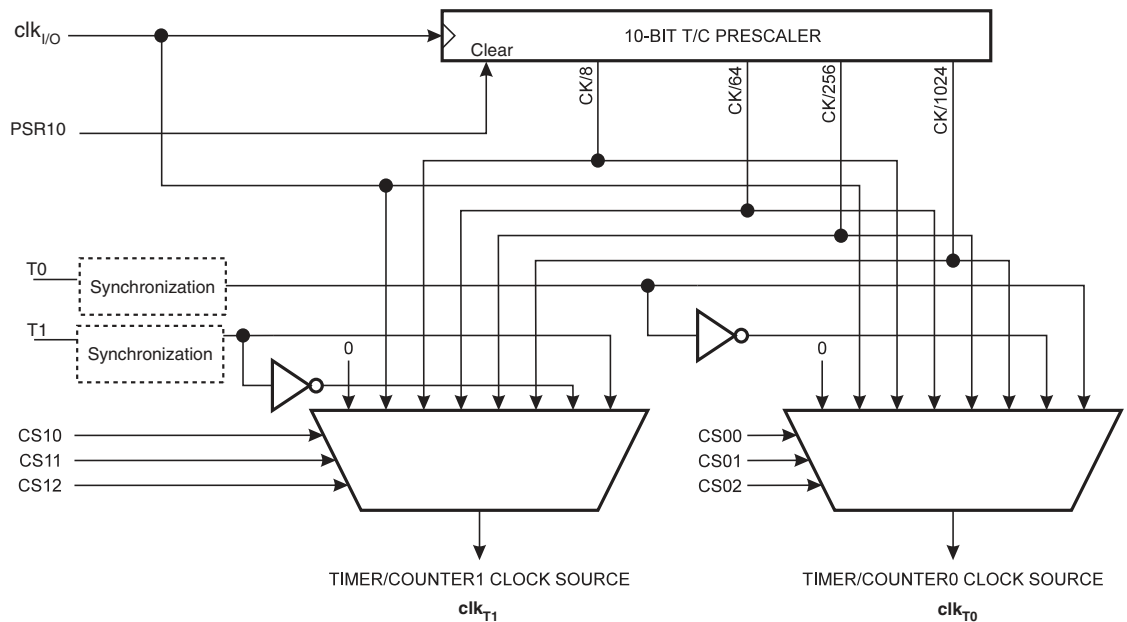 clkI/O
10-BIT T/C PRESCALER
Clear
CK/8
CK/64
CK/256
CK/1024
PSR10
T0
Synchronization
T1
Synchronization
0
0
CS10
CS11
CS12
CS00
CS01
CS02
TIMER/COUNTER1 CLOCK SOURCE
clkT1
TIMER/COUNTER0 CLOCK SOURCE
clkT0